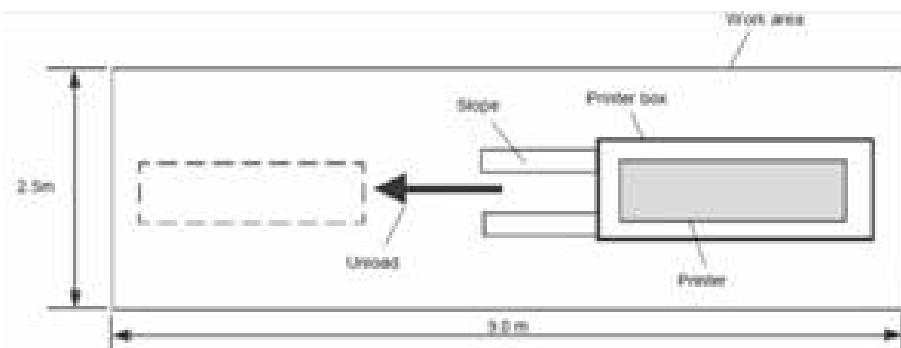 Work area
Slope
Printer box
2.5m
Unload
Printer
9.0 m